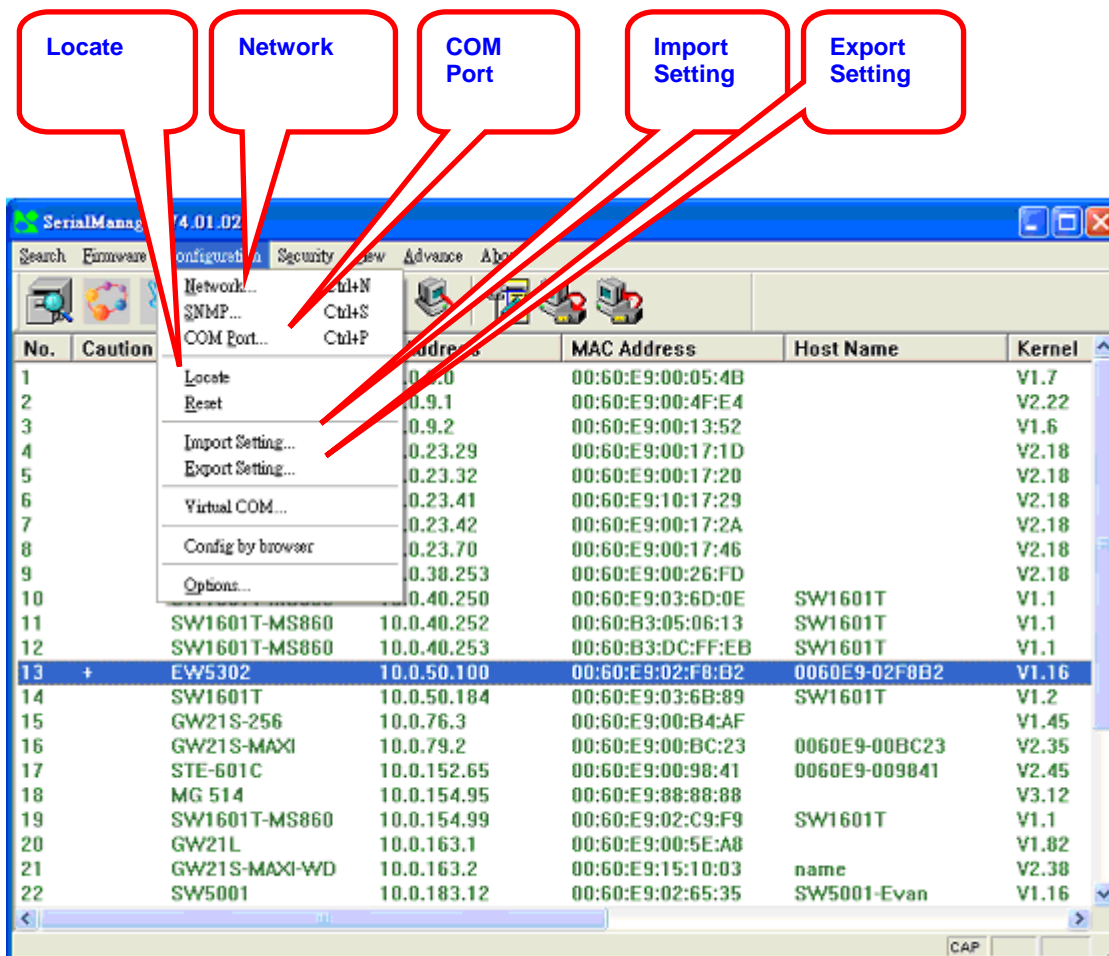 Locate Network COM Port Import Setting Export Setting
SerialManag V4.01.02
Search Firmware Configuration Security View Advance About
Network... Ctrl+N
SNMP... Ctrl+S
COM Port... Ctrl+P
Locate
Reset
Import Setting...
Export Setting...
Virtual COM...
Config by browser
Options...
No. Caution Address MAC Address Host Name Kernel
1 00:60:E9:00:05:4B V1.7
2 .0.9.1 00:60:E9:00:4F:E4 V2.22
3 .0.9.2 00:60:E9:00:13:52 V1.6
4 .0.23.29 00:60:E9:00:17:1D V2.18
5 .0.23.32 00:60:E9:00:17:20 V2.18
6 .0.23.41 00:60:E9:10:17:29 V2.18
7 .0.23.42 00:60:E9:00:17:2A V2.18
8 .0.23.70 00:60:E9:00:17:46 V2.18
9 .0.38.253 00:60:E9:00:26:FD V2.18
10 .0.40.250 00:60:E9:03:6D:0E SW1601T V1.1
11 SW1601T-MS860 10.0.40.252 00:60:B3:05:06:13 SW1601T V1.1
12 SW1601T-MS860 10.0.40.253 00:60:B3:DC:FF:EB SW1601T V1.1
13 + EW5302 10.0.50.100 00:60:E9:02:F8:B2 0060E9-02F8B2 V1.16
14 SW1601T 10.0.50.184 00:60:E9:03:6B:89 SW1601T V1.2
15 GW21S-256 10.0.76.3 00:60:E9:00:B4:AF V1.45
16 GW21S-MAXI 10.0.79.2 00:60:E9:00:BC:23 0060E9-00BC23 V2.35
17 STE-601C 10.0.152.65 00:60:E9:00:98:41 0060E9-009841 V2.45
18 MG 514 10.0.154.95 00:60:E9:88:88:88 V3.12
19 SW1601T-MS860 10.0.154.99 00:60:E9:02:C9:F9 SW1601T V1.1
20 GW21L 10.0.163.1 00:60:E9:00:5E:A8 V1.82
21 GW21S-MAXI-WD 10.0.163.2 00:60:E9:15:10:03 name V2.38
22 SW5001 10.0.183.12 00:60:E9:02:65:35 SW5001-Evan V1.16
CAP